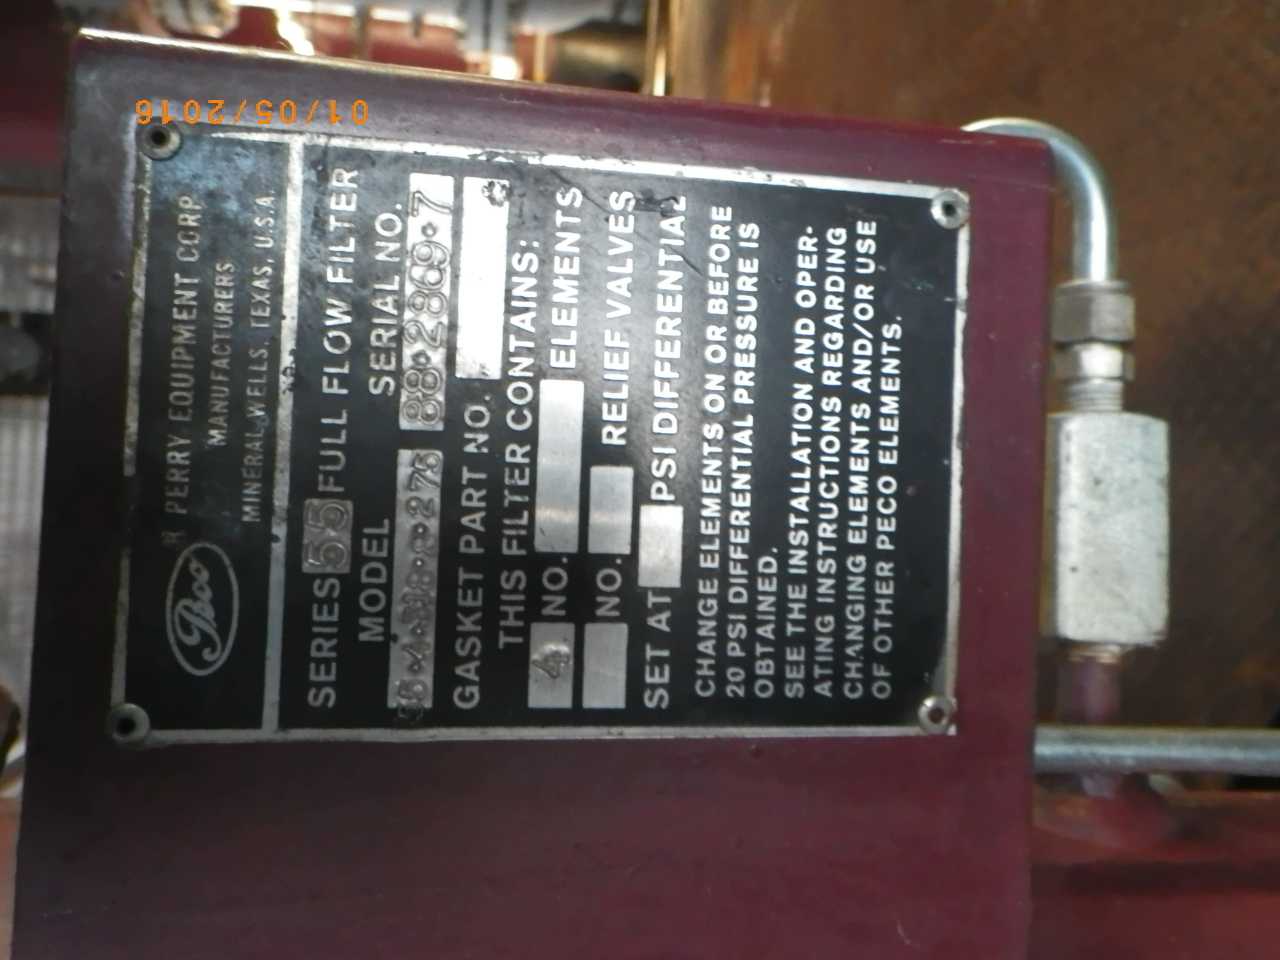 Peco
PERRY EQUIPMENT CORP
MANUFACTURERS
MINERAL WELLS, TEXAS, U.S.A.
SERIES 55 FULL FLOW FILTER
MODEL SERIAL NO.
88·2869·7
GASKET PART NO.
THIS FILTER CONTAINS:
4 NO. ELEMENTS
NO. RELIEF VALVES
SET AT PSI DIFFERENTIAL
CHANGE ELEMENTS ON OR BEFORE
20 PSI DIFFERENTIAL PRESSURE IS
OBTAINED.
SEE THE INSTALLATION AND OPER-
ATING INSTRUCTIONS REGARDING
CHANGING ELEMENTS AND/OR USE
OF OTHER PECO ELEMENTS.
01/05/2016